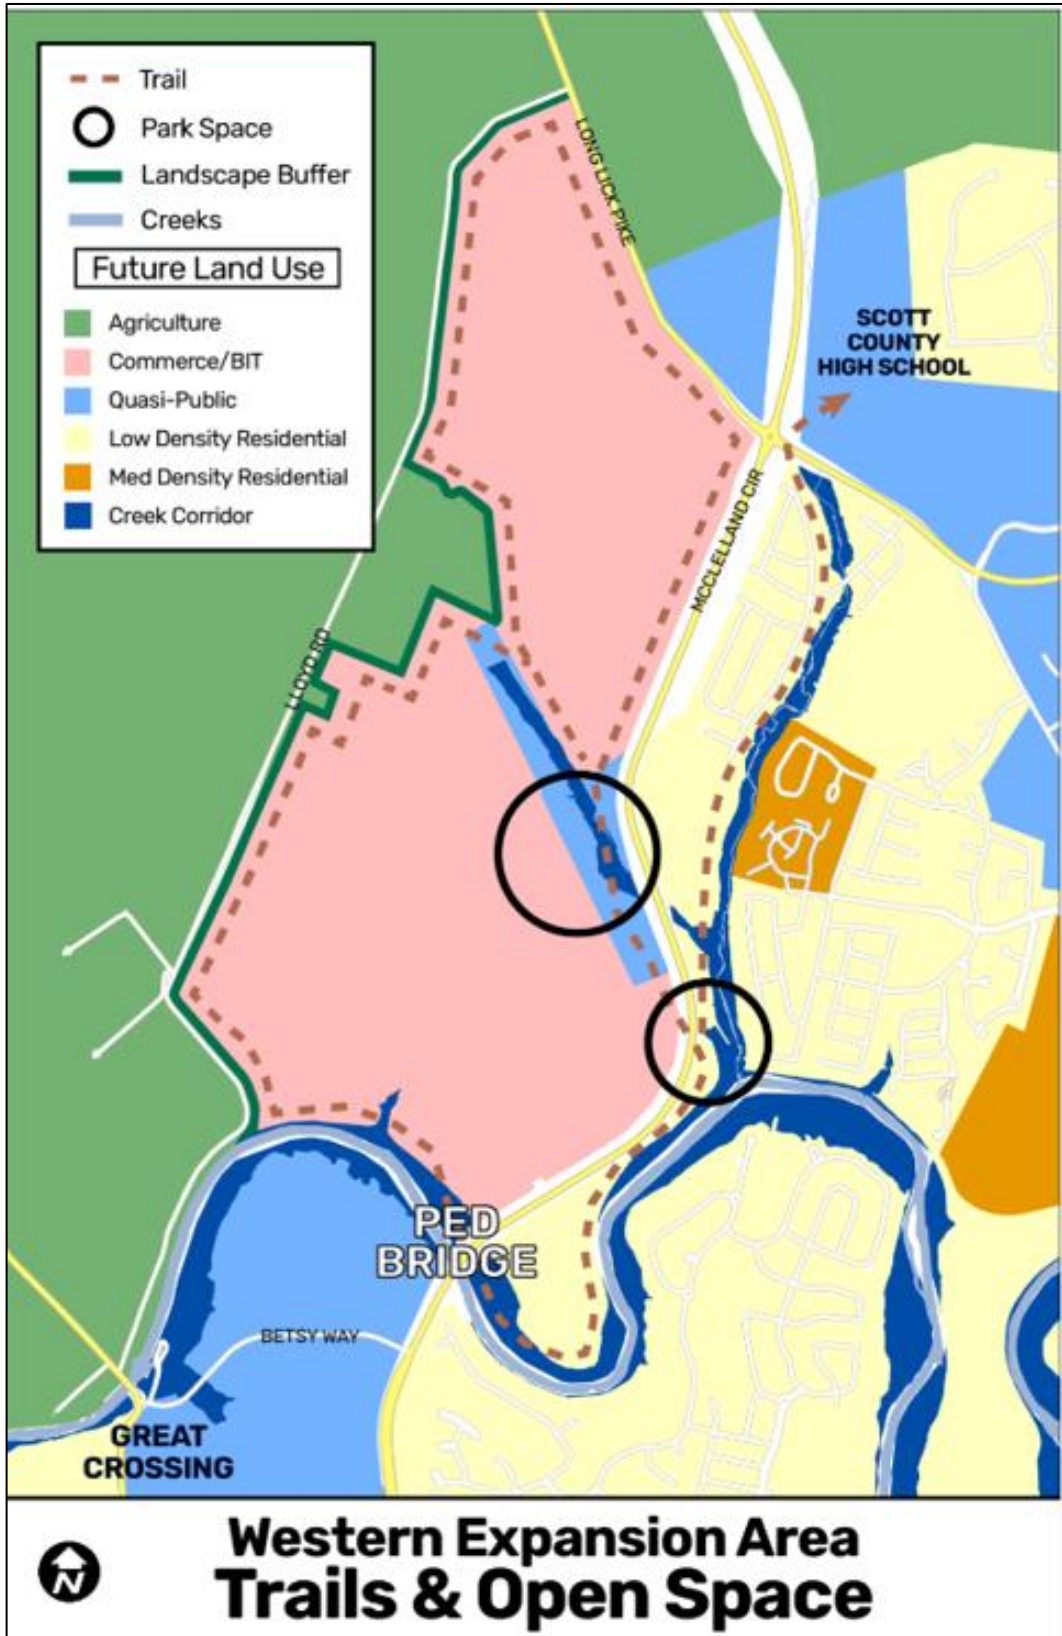 Trail
Park Space
Landscape Buffer
Creeks
Future Land Use
Agriculture
Commerce/BIT
Quasi-Public
Low Density Residential
Med Density Residential
Creek Corridor
LONG LICK PIKE
SCOTT
COUNTY
HIGH SCHOOL
MCCLELLAND CIR
LLOYD RD
PED
BRIDGE
BETSY WAY
GREAT
CROSSING
N
Western Expansion Area
Trails & Open Space